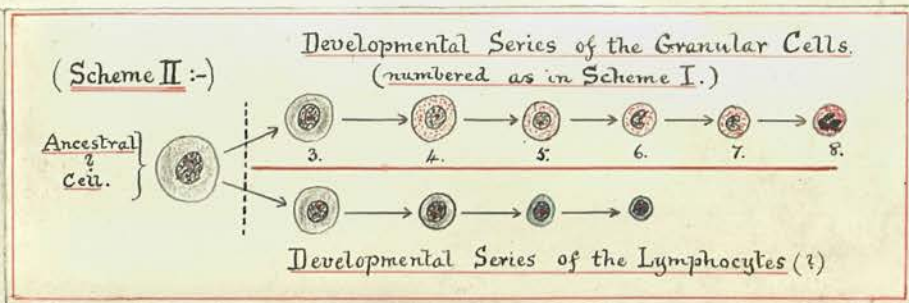 Developmental Series of the Granular Cells.
(Scheme II :-)
(numbered as in Scheme I.)
Ancestral
?
Cell.
3. 4. 5. 6. 7. 8.
Developmental Series of the Lymphocytes (?)